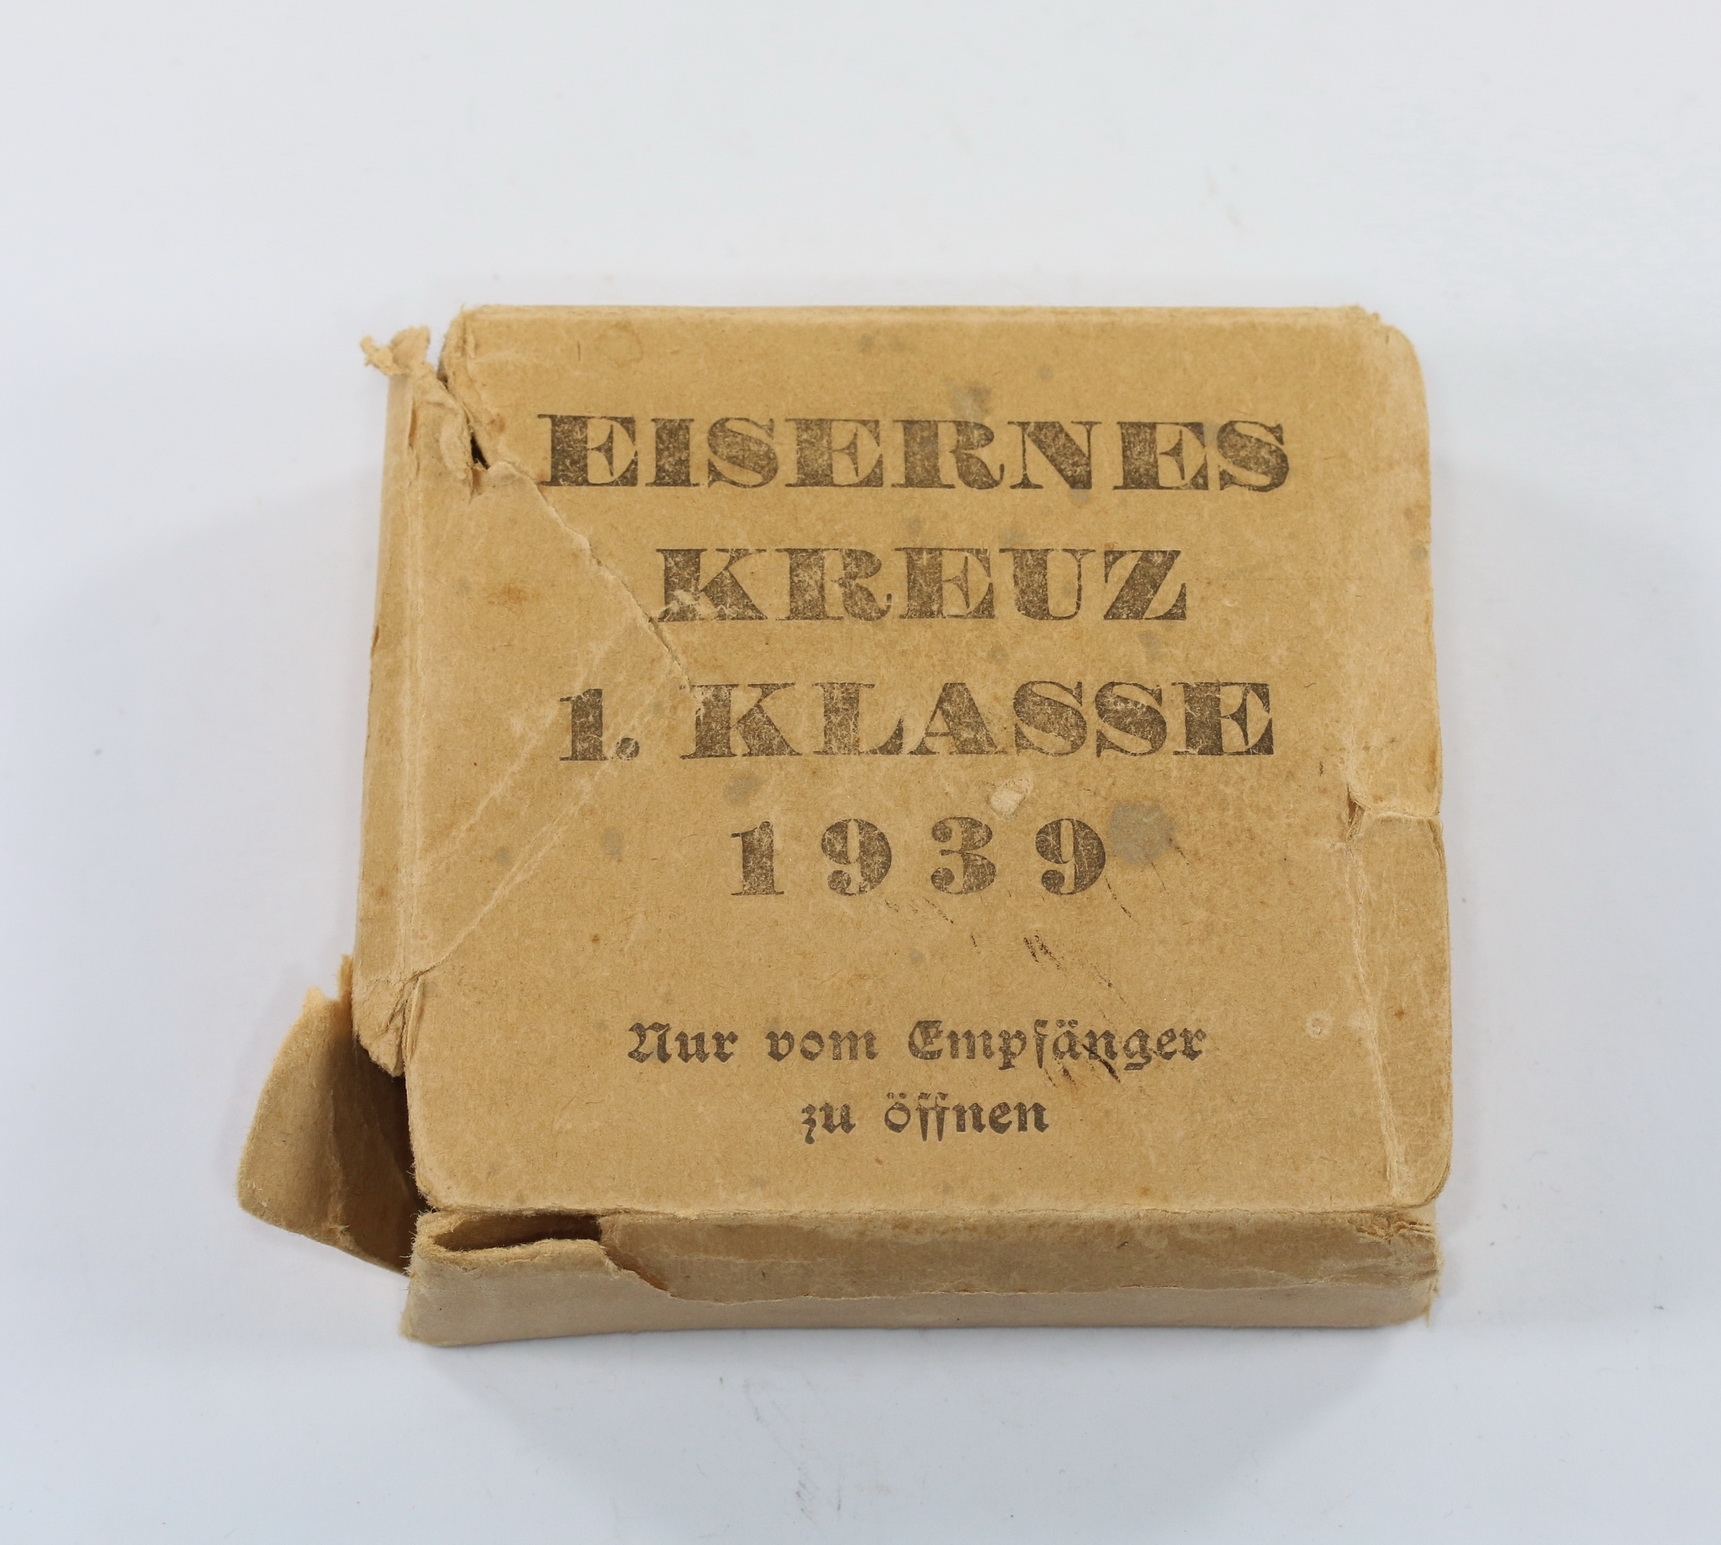 EISERNES
KREUZ
1. KLASSE
1939
Nur vom Empfänger
zu öffnen